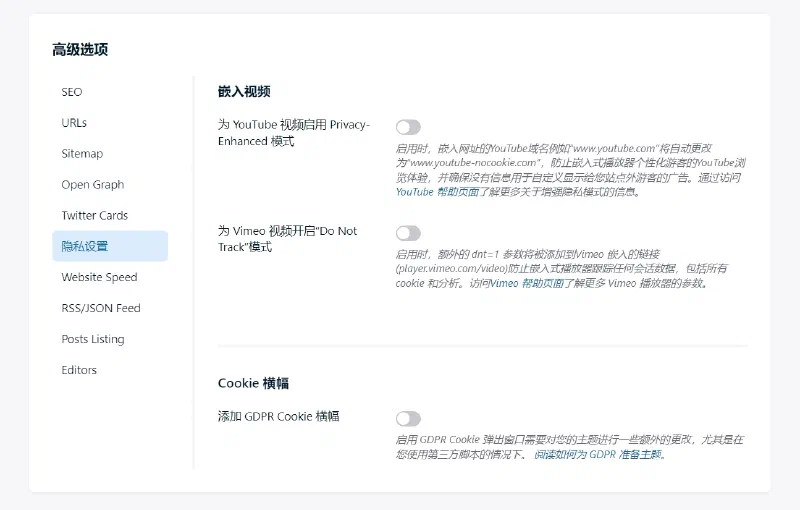 高级选项
SEO
URLs
Sitemap
Open Graph
Twitter Cards
隐私设置
Website Speed
RSS/JSON Feed
Posts Listing
Editors
嵌入视频
为 YouTube 视频启用 Privacy-
Enhanced 模式
启用时，嵌入网址的YouTube域名例如“www.youtube.com”将自动更改
为“www.youtube-nocookie.com”，防止嵌入式播放器个性化游客的YouTube浏
览体验，并确保没有信息用于自定义显示给您站点外游客的广告。通过访问
YouTube 帮助页面了解更多关于增强隐私模式的信息。
为 Vimeo 视频开启“Do Not
Track”模式
启用时，额外的 dnt=1 参数将被添加到Vimeo 嵌入的链接
(player.vimeo.com/video)防止嵌入式播放器跟踪任何会话数据，包括所有
cookie 和分析。访问Vimeo 帮助页面了解更多 Vimeo 播放器的参数。
Cookie 横幅
添加 GDPR Cookie 横幅
启用 GDPR Cookie 弹出窗口需要对您的主题进行一些额外的更改，尤其是在
您使用第三方脚本的情况下。 阅读如何为 GDPR 准备主题。